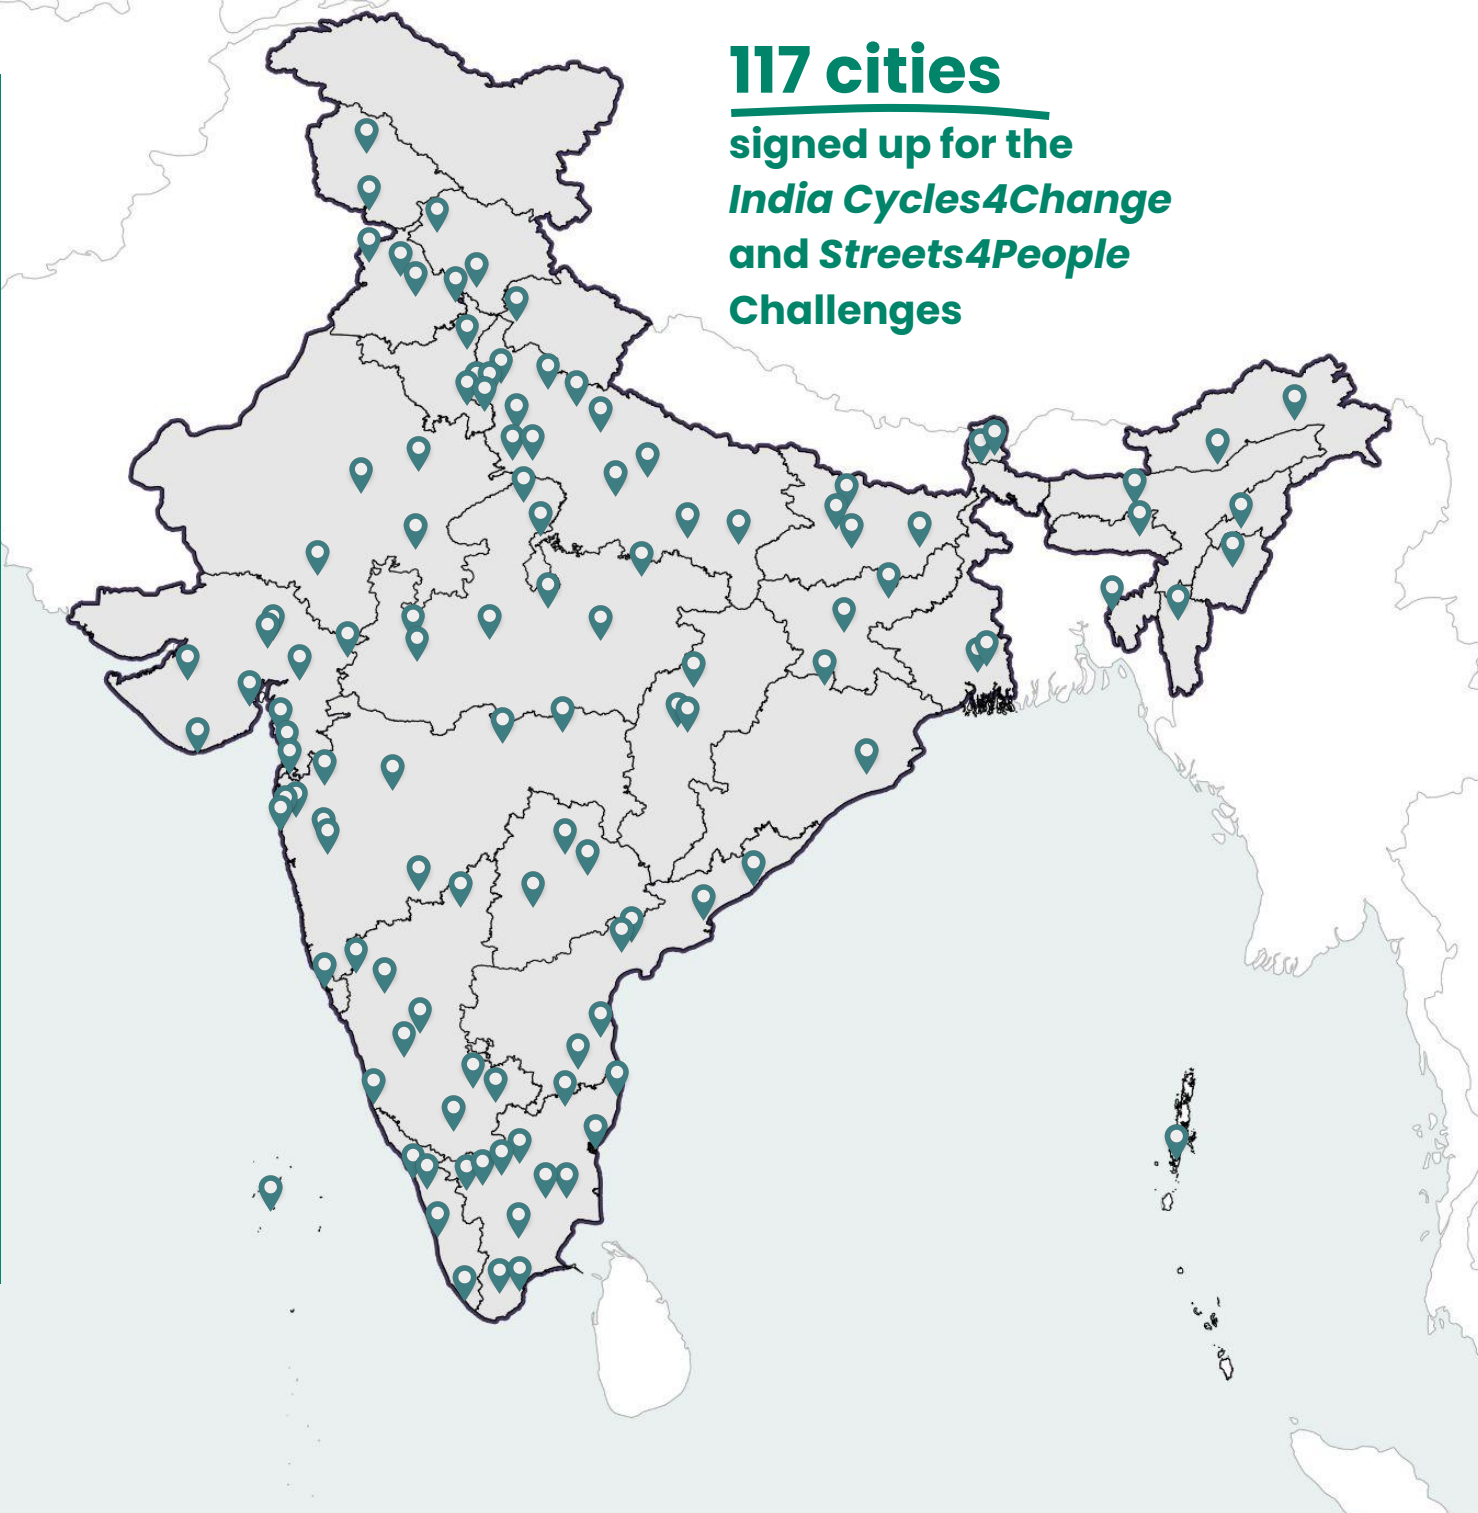 117 cities
signed up for the
India Cycles4Change
and Streets4People
Challenges